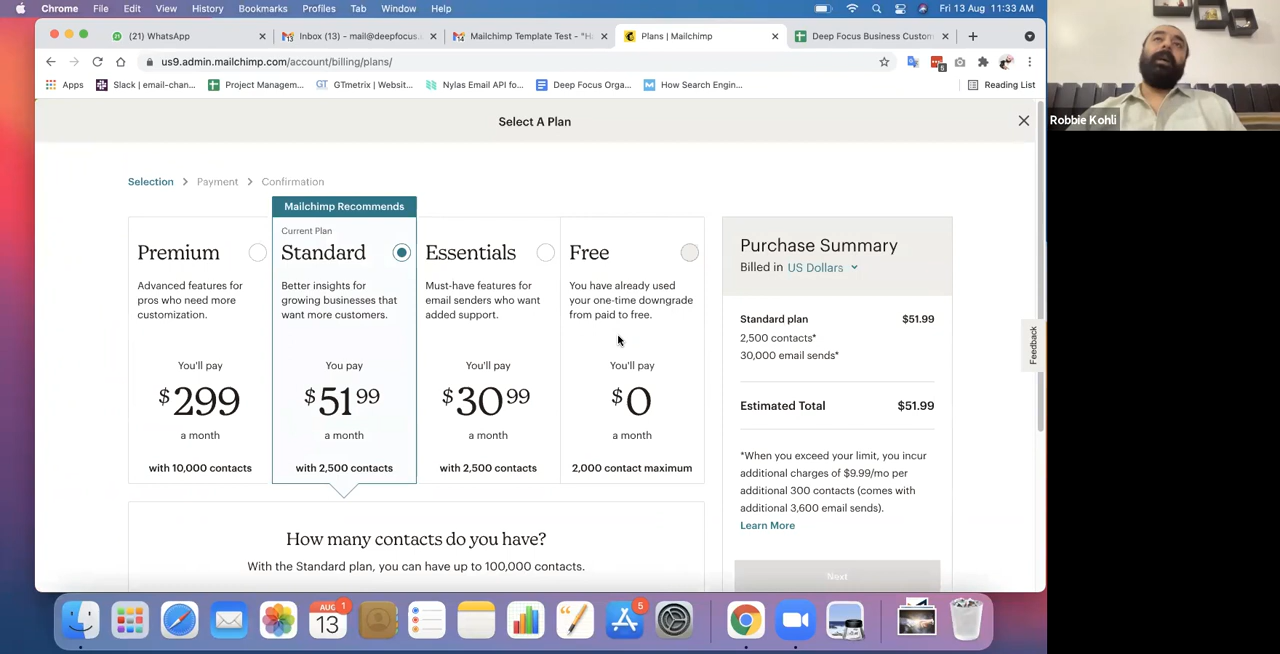 Chrome File Edit View History Bookmarks Profiles Tab Window Help Fri 13 Aug 11:33 AM
(21) WhatsApp
Inbox (13) - mail@deepfocus.
Mailchimp Template Test - "H
Plans | Mailchimp
Deep Focus Business Custom
us9.admin.mailchimp.com/account/billing/plans/
6
Apps
Slack | email-chan...
Project Managem...
GTmetrix | Websit...
Nylas Email API fo...
Deep Focus Orga...
How Search Engin...
Reading List
Robbie Kohli
Select A Plan
Selection
Payment
Confirmation
Mailchimp Recommends
Premium
Advanced features for
pros who need more
customization.
You'll pay
$299
a month
with 10,000 contacts
Current Plan
Standard
Better insights for
growing businesses that
want more customers.
You pay
$51 99
a month
with 2,500 contacts
Essentials
Must-have features for
email senders who want
added support.
You'll pay
$30 99
a month
with 2,500 contacts
Free
You have already used
your one-time downgrade
from paid to free.
You'll pay
$0
a month
2,000 contact maximum
Purchase Summary
Billed in US Dollars
Standard plan $51.99
2,500 contacts*
30,000 email sends*
Estimated Total $51.99
*When you exceed your limit, you incur
additional charges of $9.99/mo per
additional 300 contacts (comes with
additional 3,600 email sends).
Learn More
Next
Feedback
How many contacts do you have?
With the Standard plan, you can have up to 100,000 contacts.
AUG 1
13
5